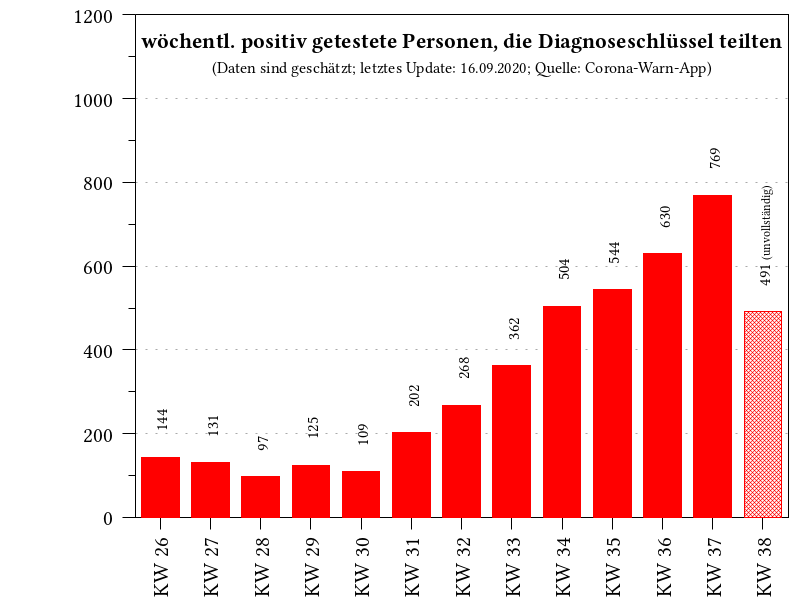 wöchentl. positiv getestete Personen, die Diagnoseschlüssel teilten
(Daten sind geschätzt; letztes Update: 16.09.2020; Quelle: Corona-Warn-App)
1200
1000
800
600
400
200
0
144
131
97
125
109
202
268
362
504
544
630
769
491 (unvollständig)
KW 26
KW 27
KW 28
KW 29
KW 30
KW 31
KW 32
KW 33
KW 34
KW 35
KW 36
KW 37
KW 38